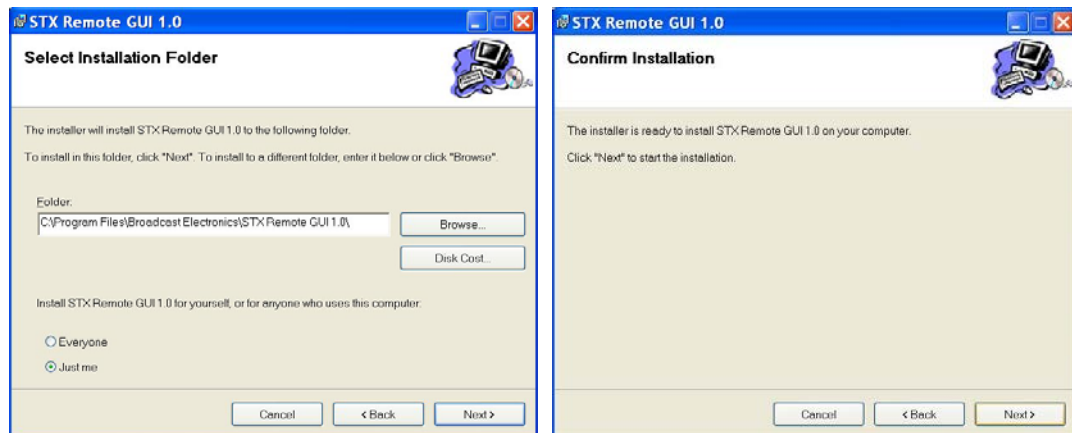 STX Remote GUI 1.0
Select Installation Folder
The installer will install STX Remote GUI 1.0 to the following folder.
To install in this folder, click "Next". To install to a different folder, enter it below or click "Browse".
Folder:
C:\Program Files\Broadcast Electronics\STX Remote GUI 1.0\
Browse...
Disk Cost...
Install STX Remote GUI 1.0 for yourself, or for anyone who uses this computer:
Everyone
Just me
Cancel
< Back
Next >
STX Remote GUI 1.0
Confirm Installation
The installer is ready to install STX Remote GUI 1.0 on your computer.
Click "Next" to start the installation.
Cancel
< Back
Next >